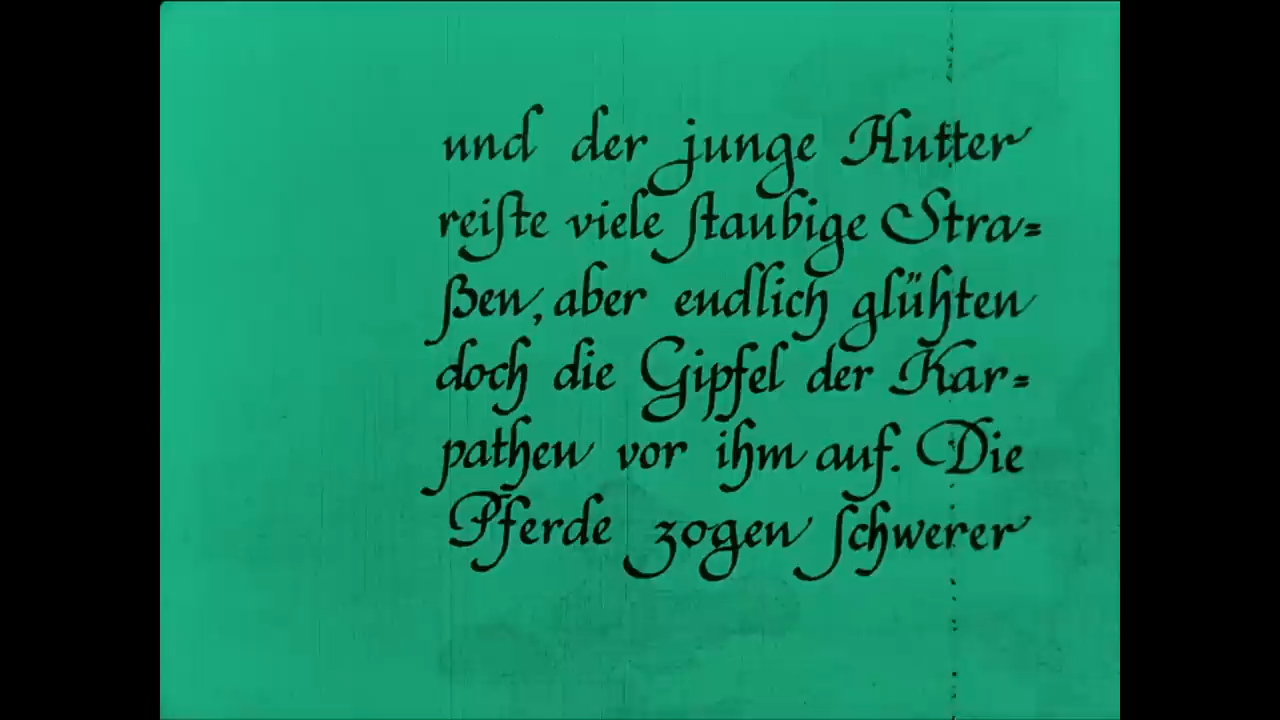 und der junge Hutter
reiſte viele ſtaubige Stra=
ßen, aber endlich glühten
doch die Gipfel der Kar=
pathen vor ihm auf. Die
Pferde zogen ſchwerer